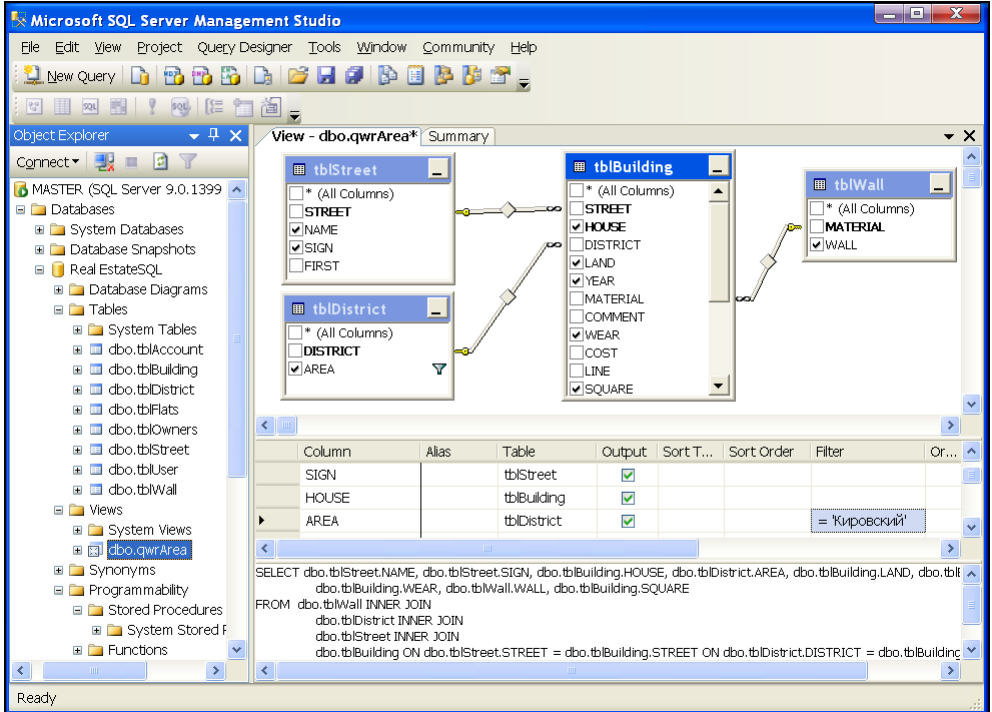 Microsoft SQL Server Management Studio
File Edit View Project Query Designer Tools Window Community Help
New Query
Object Explorer
View - dbo.qwrArea* Summary
Connect
MASTER (SQL Server 9.0.1399
Databases
System Databases
Database Snapshots
Real EstateSQL
Database Diagrams
Tables
System Tables
dbo.tblAccount
dbo.tblBuilding
dbo.tblDistrict
dbo.tblFlats
dbo.tblOwners
dbo.tblStreet
dbo.tblUser
dbo.tblWall
Views
System Views
dbo.qwrArea
Synonyms
Programmability
Stored Procedures
System Stored
Functions
tblStreet
* (All Columns)
STREET
NAME
SIGN
FIRST
tblDistrict
* (All Columns)
DISTRICT
AREA
tblBuilding
* (All Columns)
STREET
HOUSE
DISTRICT
LAND
YEAR
MATERIAL
COMMENT
WEAR
COST
LINE
SQUARE
tblWall
* (All Columns)
MATERIAL
WALL
Column Alias Table Output Sort T... Sort Order Filter Or...
SIGN tblStreet
HOUSE tblBuilding
AREA tblDistrict = 'Кировский'
SELECT dbo.tblStreet.NAME, dbo.tblStreet.SIGN, dbo.tblBuilding.HOUSE, dbo.tblDistrict.AREA, dbo.tblBuilding.LAND,
dbo.tblBuilding.WEAR, dbo.tblWall.WALL, dbo.tblBuilding.SQUARE
FROM dbo.tblWall INNER JOIN
dbo.tblDistrict INNER JOIN
dbo.tblStreet INNER JOIN
dbo.tblBuilding ON dbo.tblStreet.STREET = dbo.tblBuilding.STREET ON dbo.tblDistrict.DISTRICT = dbo.tblBuilding
Ready